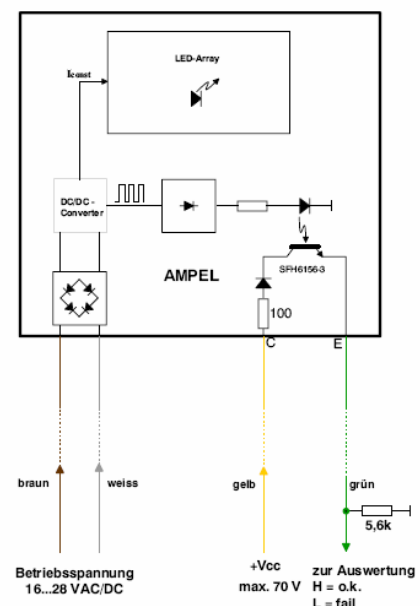 LED-Array
Iconst
DC/DC -
Converter
SFH6156-3
AMPEL
100
C
E
braun
weiss
gelb
grün
5,6k
Betriebsspannung
16...28 VAC/DC
+Vcc
max. 70 V
zur Auswertung
H = o.k.
L = fail